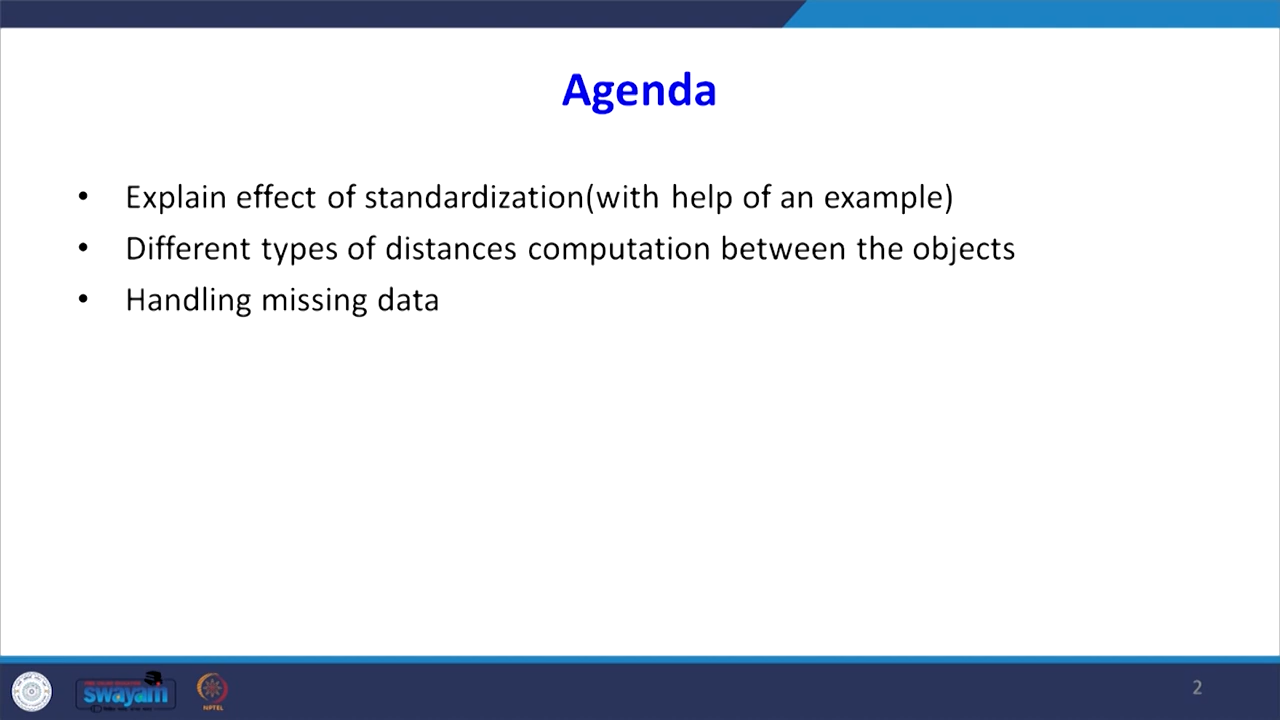 Agenda
• Explain effect of standardization(with help of an example)
• Different types of distances computation between the objects
• Handling missing data
swayam
NPTEL
2